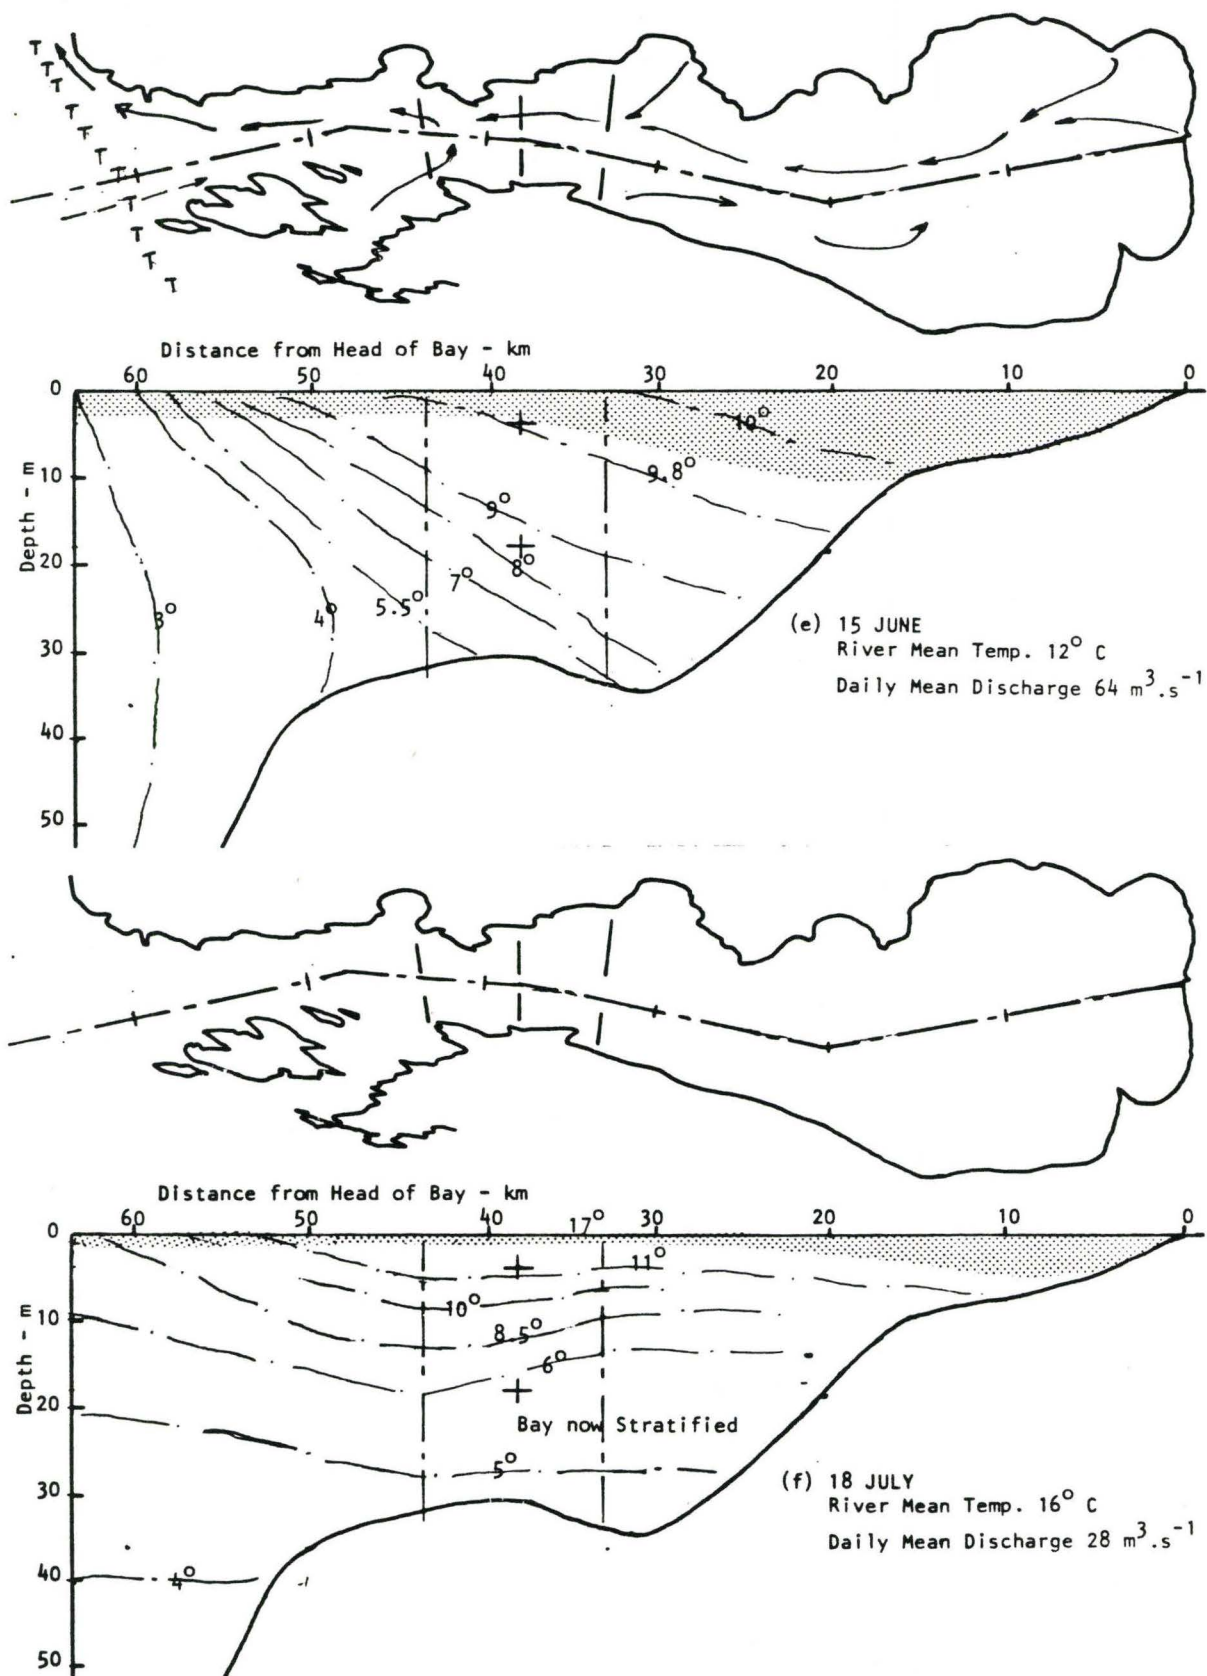 T
T
T
T
T
T
T
T
T
T
T
T
Distance from Head of Bay - km
60 50 40 30 20 10 0
0
10
20
30
40
50
Depth - m
10°
9.8°
9°
8°
7°
5.5°
4°
3°
(e) 15 JUNE
River Mean Temp. 12° C
Daily Mean Discharge 64 m³.s⁻¹
Distance from Head of Bay - km
60 50 40 17° 30 20 10 0
0
10
20
30
40
50
Depth - m
11°
10°
8.5°
6°
Bay now Stratified
5°
4°
(f) 18 JULY
River Mean Temp. 16° C
Daily Mean Discharge 28 m³.s⁻¹